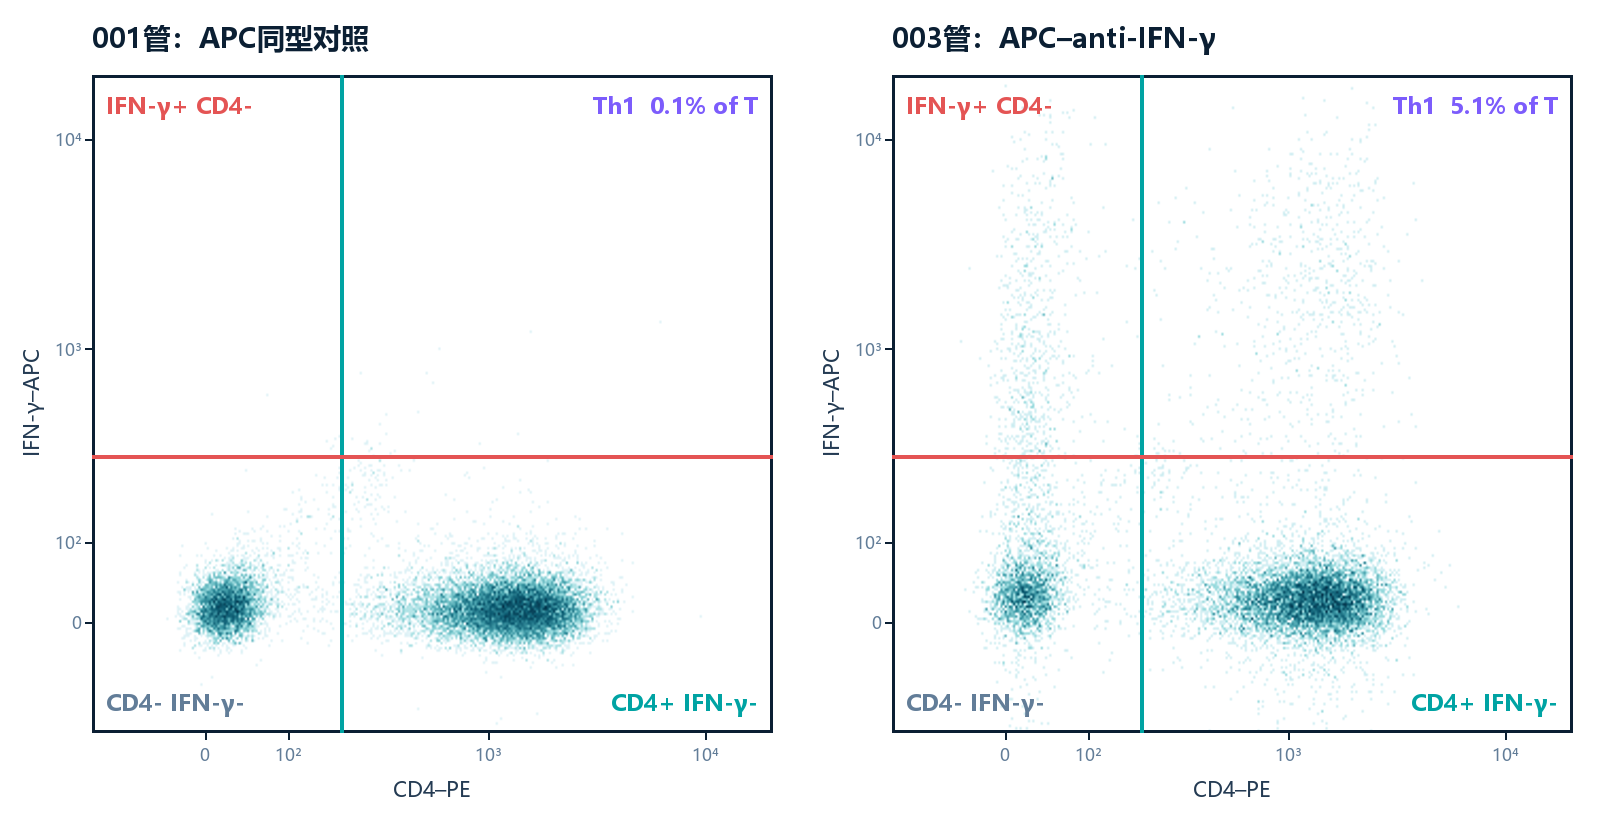 001管：APC同型对照
IFN-γ+ CD4-
Th1 0.1% of T
10⁴
10³
10²
0
IFN-γ–APC
CD4- IFN-γ-
CD4+ IFN-γ-
0
10²
10³
10⁴
CD4–PE
003管：APC–anti-IFN-γ
IFN-γ+ CD4-
Th1 5.1% of T
10⁴
10³
10²
0
IFN-γ–APC
CD4- IFN-γ-
CD4+ IFN-γ-
0
10²
10³
10⁴
CD4–PE